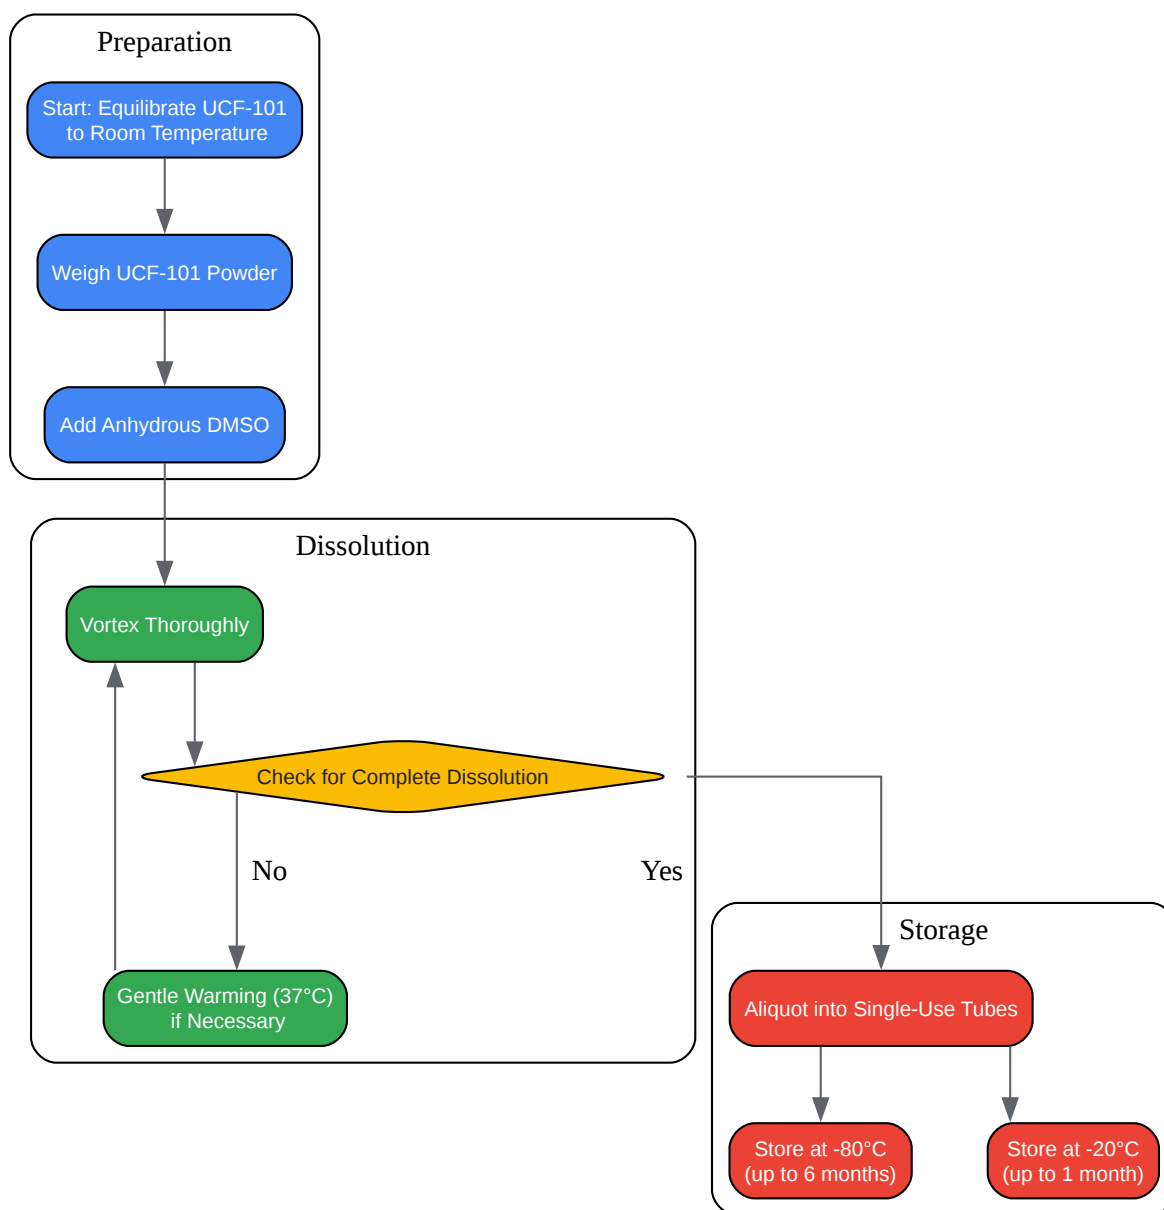 Preparation
Start: Equilibrate UCF-101
to Room Temperature
Weigh UCF-101 Powder
Add Anhydrous DMSO
Dissolution
Vortex Thoroughly
Check for Complete Dissolution
No
Yes
Gentle Warming (37°C)
if Necessary
Storage
Aliquot into Single-Use Tubes
Store at -80°C
(up to 6 months)
Store at -20°C
(up to 1 month)